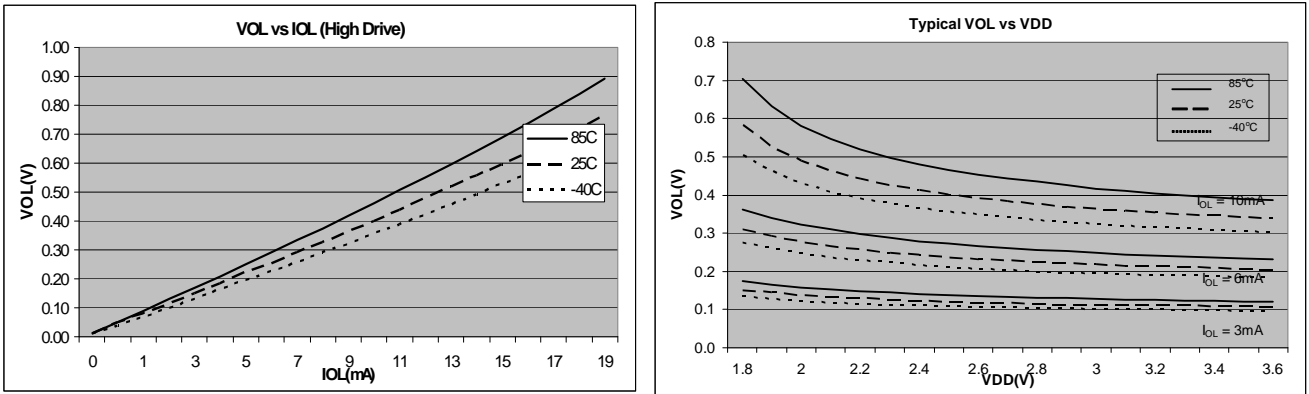 VOL vs IOL (High Drive)
1.00
0.90
0.80
0.70
0.60
0.50
0.40
0.30
0.20
0.10
0.00
VOL(V)
85C
25C
-40C
0 1 3 5 7 9 11 13 15 17 19
IOL(mA)
Typical VOL vs VDD
0.8
0.7
0.6
0.5
0.4
0.3
0.2
0.1
0.0
VOL(V)
85°C
25°C
-40°C
IOL = 10mA
IOL = 6mA
IOL = 3mA
1.8 2 2.2 2.4 2.6 2.8 3 3.2 3.4 3.6
VDD(V)